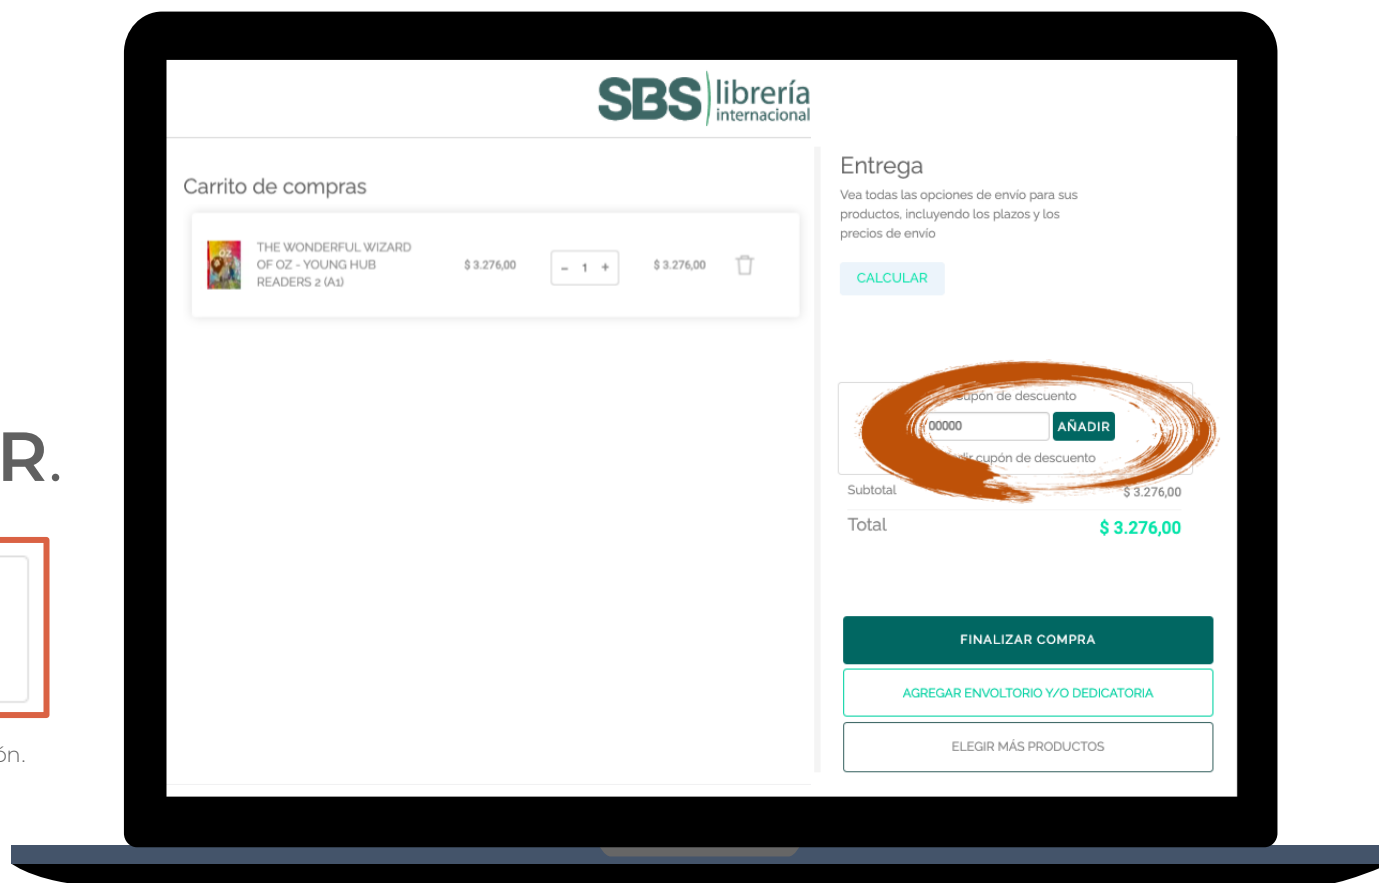 R.
ón.
SBS librería
internacional
Carrito de compras
OZ
THE WONDERFUL WIZARD
OF OZ - YOUNG HUB
READERS 2 (A1)
$ 3.276,00
- 1 +
$ 3.276,00
Entrega
Vea todas las opciones de envío para sus
productos, incluyendo los plazos y los
precios de envío
CALCULAR
cupón de descuento
00000
AÑADIR
cupón de descuento
Subtotal
$ 3.276,00
Total
$ 3.276,00
FINALIZAR COMPRA
AGREGAR ENVOLTORIO Y/O DEDICATORIA
ELEGIR MÁS PRODUCTOS